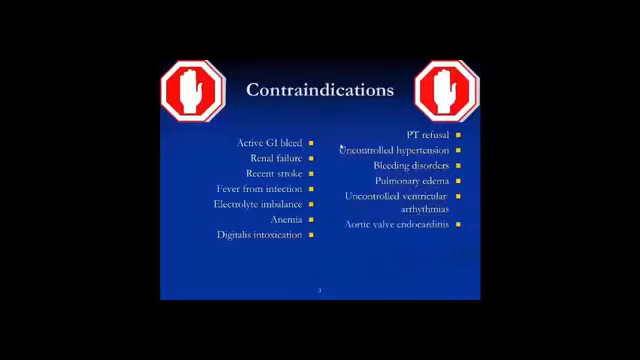 Contraindications
Active GI bleed
Renal failure
Recent stroke
Fever from infection
Electrolyte imbalance
Anemia
Digitalis intoxication
PT refusal
Uncontrolled hypertension
Bleeding disorders
Pulmonary edema
Uncontrolled ventricular
arrhythmias
Aortic valve endocarditis
3